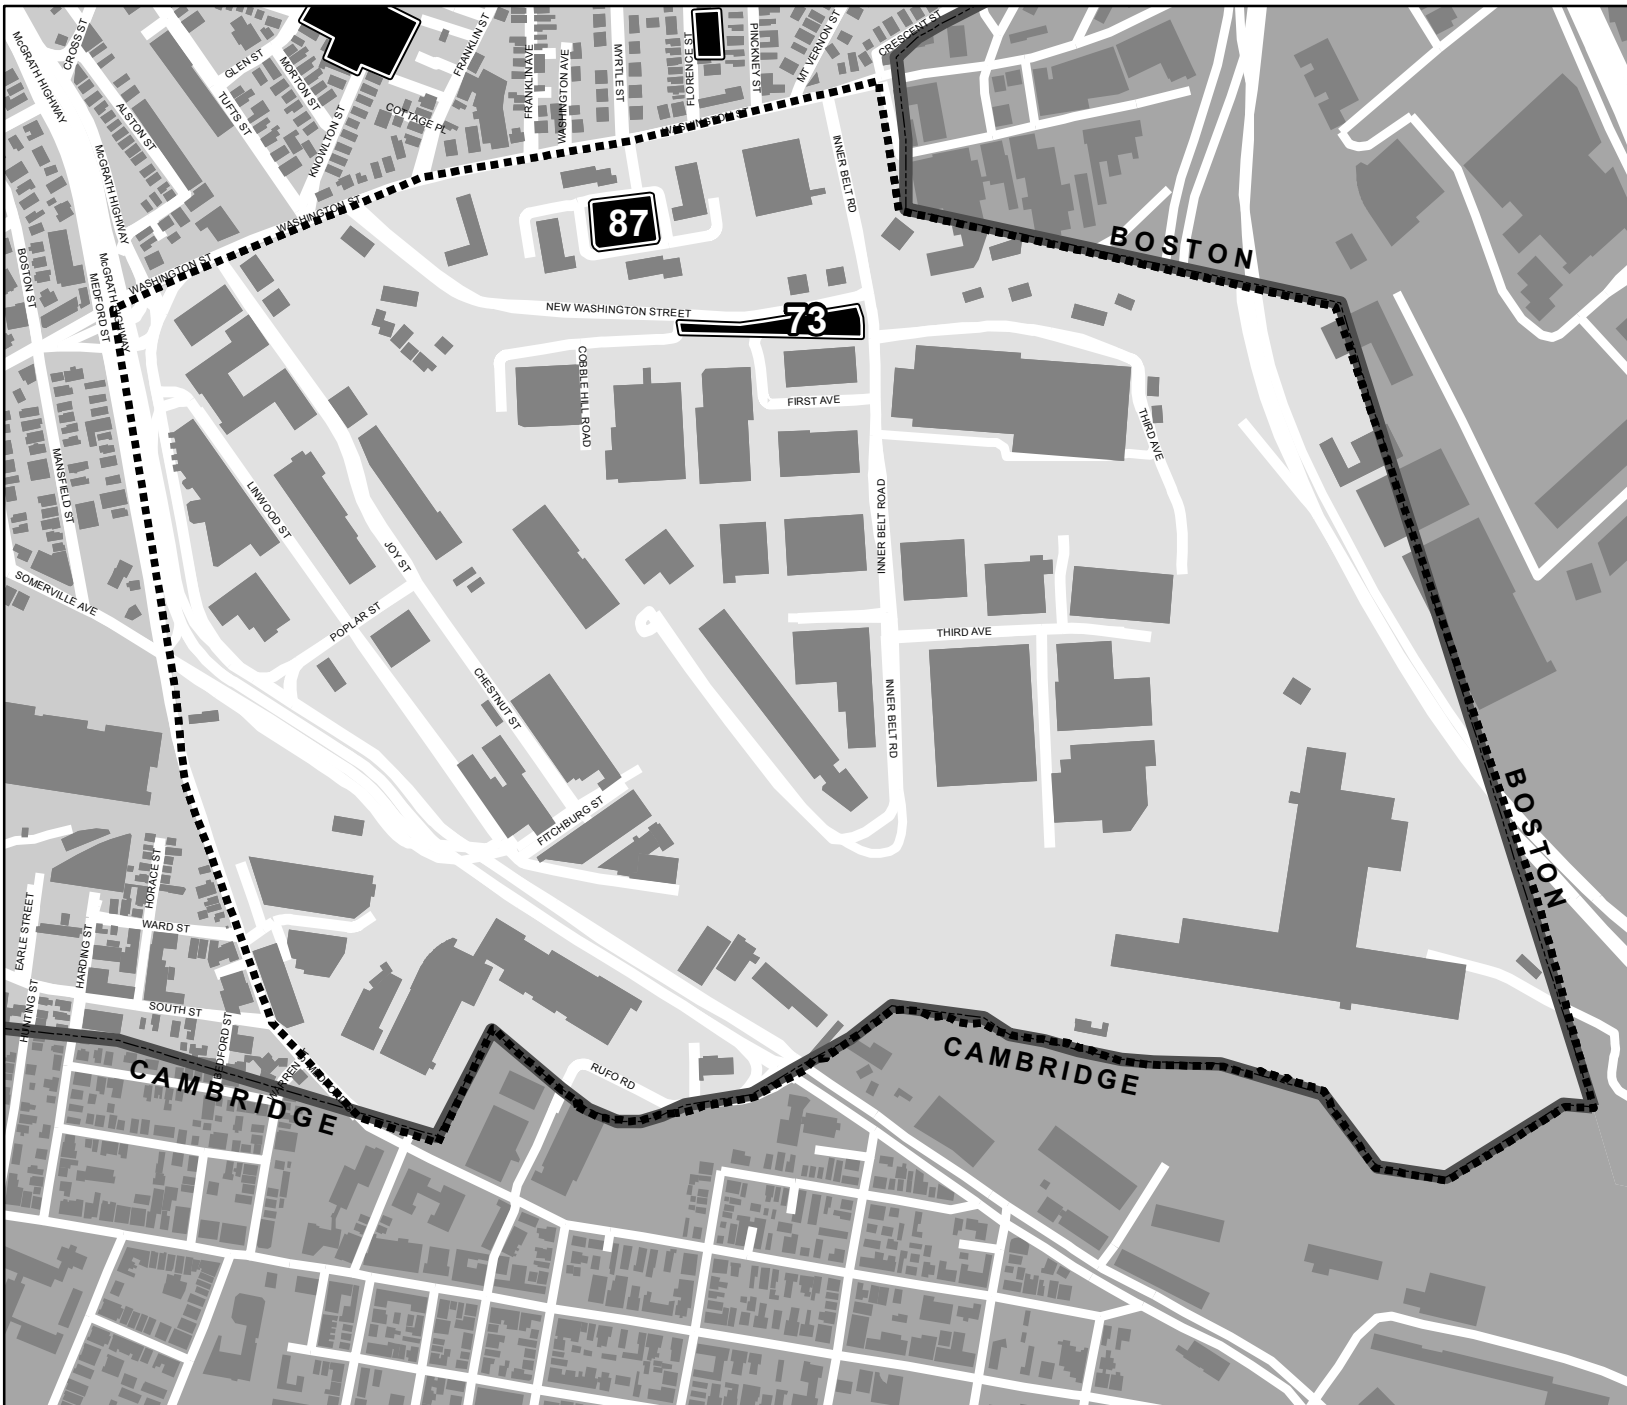 McGRATH HIGHWAY
CROSS ST
GLEN ST
MORTON ST
TUFTS ST
ALSTON ST
KNOWLTON ST
COTTAGE PL
FRANKLIN ST
FRANKLIN AVE
WASHINGTON AVE
MYRTLE ST
FLORENCE ST
PINCKNEY ST
MT VERNON ST
CRESCENT ST
WASHINGTON ST
INNER BELT RD
McGRATH HIGHWAY
WASHINGTON ST
87
BOSTON
BOSTON ST
WASHINGTON ST
McGRATH HIGHWAY
MEDFORD ST
NEW WASHINGTON STREET
73
COBBLE HILL ROAD
FIRST AVE
THIRD AVE
MANSFIELD ST
LINWOOD ST
JOY ST
INNER BELT ROAD
SOMERVILLE AVE
POPLAR ST
THIRD AVE
CHESTNUT ST
INNER BELT RD
FITCHBURG ST
BOSTON
HORACE ST
EARLE STREET
WARD ST
HARDING ST
SOUTH ST
HUNTING ST
BEDFORD ST
CAMBRIDGE
RUFO RD
CAMBRIDGE